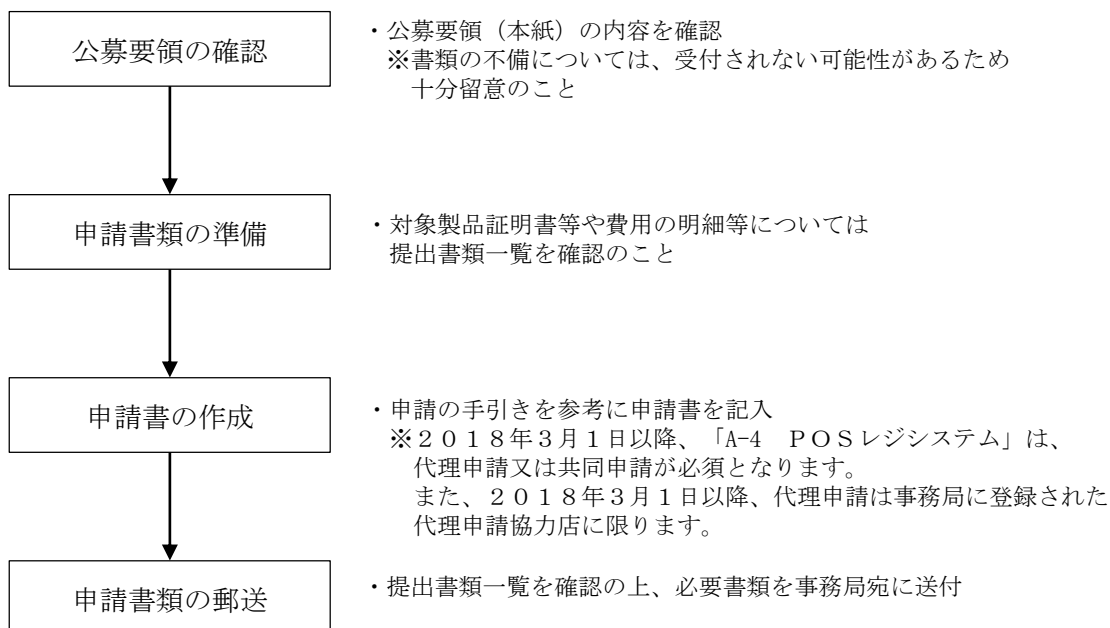 公募要領の確認
・公募要領（本紙）の内容を確認
※書類の不備については、受付されない可能性があるため
十分留意のこと
申請書類の準備
・対象製品証明書等や費用の明細等については
提出書類一覧を確認のこと
申請書の作成
・申請の手引きを参考に申請書を記入
※２０１８年３月１日以降、「A-4　ＰＯＳレジシステム」は、
代理申請又は共同申請が必須となります。
また、２０１８年３月１日以降、代理申請は事務局に登録された
代理申請協力店に限ります。
申請書類の郵送
・提出書類一覧を確認の上、必要書類を事務局宛に送付